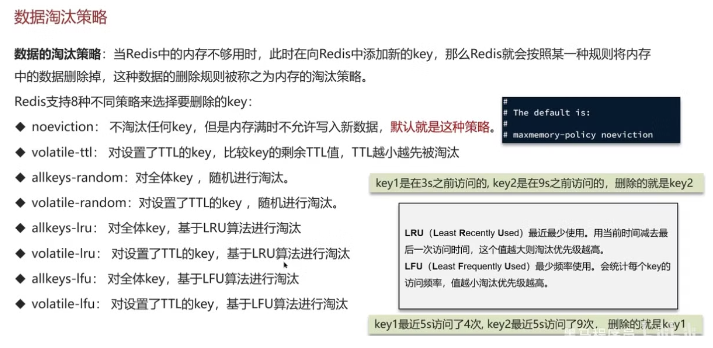 数据淘汰策略
数据的淘汰策略：当Redis中的内存不够用时，此时在向Redis中添加新的key，那么Redis就会按照某一种规则将内存
中的数据删除掉，这种数据的删除规则被称之为内存的淘汰策略。
Redis支持8种不同策略来选择要删除的key：
◆ noeviction： 不淘汰任何key，但是内存满时不允许写入新数据，默认就是这种策略。
#
# The default is:
#
# maxmemory-policy noeviction
◆ volatile-ttl： 对设置了TTL的key，比较key的剩余TTL值，TTL越小越先被淘汰
◆ allkeys-random：对全体key ，随机进行淘汰。
◆ volatile-random：对设置了TTL的key ，随机进行淘汰。
◆ allkeys-lru： 对全体key，基于LRU算法进行淘汰
◆ volatile-lru： 对设置了TTL的key，基于LRU算法进行淘汰
◆ allkeys-lfu： 对全体key，基于LFU算法进行淘汰
◆ volatile-lfu： 对设置了TTL的key，基于LFU算法进行淘汰
key1是在3s之前访问的, key2是在9s之前访问的，删除的就是key2
LRU（Least Recently Used）最近最少使用。用当前时间减去最
后一次访问时间，这个值越大则淘汰优先级越高。
LFU（Least Frequently Used）最少频率使用。会统计每个key的
访问频率，值越小淘汰优先级越高。
key1最近5s访问了4次, key2最近5s访问了9次， 删除的就是key1